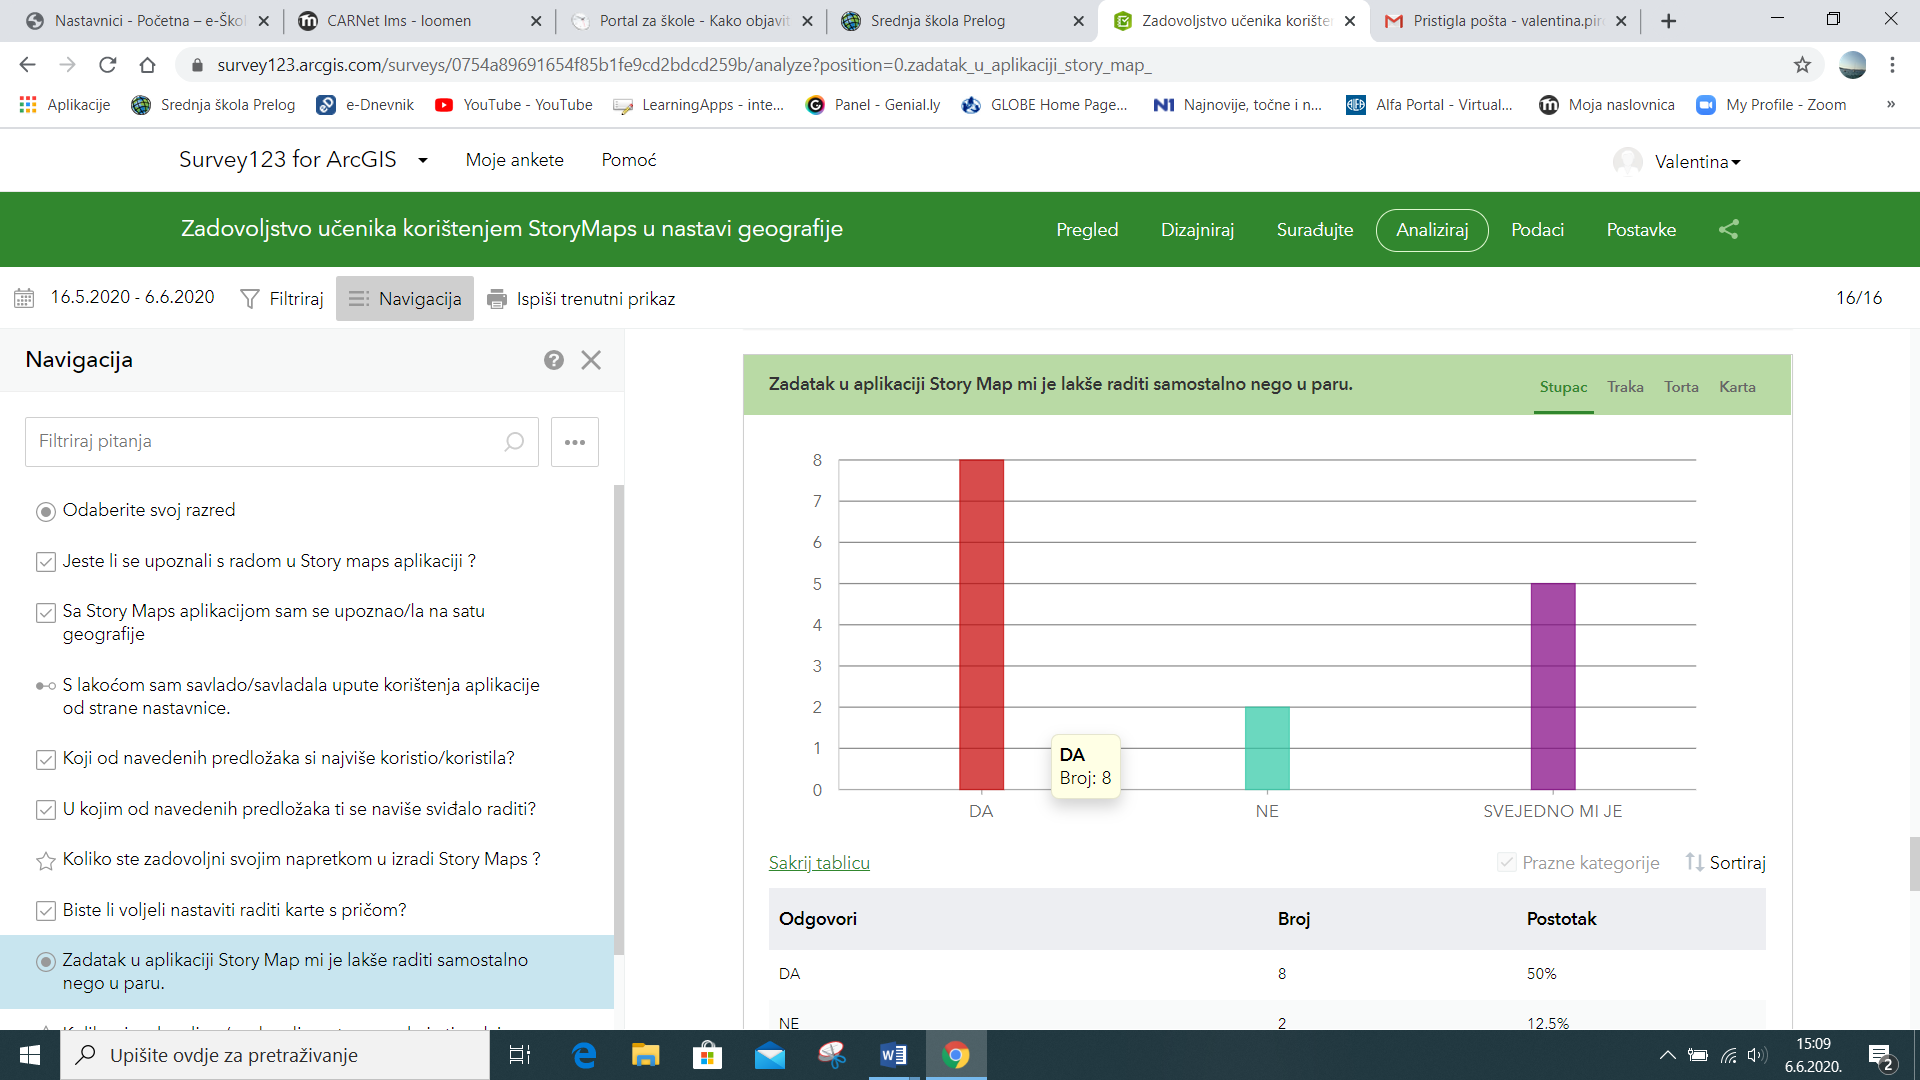 Nastavnici - Početna – e-Ško
CARNet lms - loomen
Portal za škole - Kako objavit
Srednja škola Prelog
Zadovoljstvo učenika korište
Pristigla pošta - valentina.pir
survey123.arcgis.com/surveys/0754a89691654f85b1fe9cd2bdcd259b/analyze?position=0.zadatak_u_aplikaciji_story_map_
Aplikacije
Srednja škola Prelog
e-Dnevnik
YouTube - YouTube
LearningApps - inte...
Panel - Genial.ly
GLOBE Home Page...
N1 Najnovije, točne i n...
Alfa Portal - Virtual...
Moja naslovnica
My Profile - Zoom
»
Survey123 for ArcGIS
Moje ankete
Pomoć
Valentina
Zadovoljstvo učenika korištenjem StoryMaps u nastavi geografije
Pregled
Dizajniraj
Surađujte
Analiziraj
Podaci
Postavke
16.5.2020 - 6.6.2020
Filtriraj
Navigacija
Ispiši trenutni prikaz
16/16
Navigacija
Filtriraj pitanja
Odaberite svoj razred
Jeste li se upoznali s radom u Story maps aplikaciji ?
Sa Story Maps aplikacijom sam se upoznao/la na satu
geografije
S lakoćom sam savlado/savladala upute korištenja aplikacije
od strane nastavnice.
Koji od navedenih predložaka si najviše koristio/koristila?
U kojim od navedenih predložaka ti se naviše sviđalo raditi?
Koliko ste zadovoljni svojim napretkom u izradi Story Maps ?
Biste li voljeli nastaviti raditi karte s pričom?
Zadatak u aplikaciji Story Map mi je lakše raditi samostalno
nego u paru.
Zadatak u aplikaciji Story Map mi je lakše raditi samostalno nego u paru.
Stupac
Traka
Torta
Karta
8
7
6
5
4
3
2
1
0
DA
Broj: 8
DA
NE
SVEJEDNO MI JE
Sakrij tablicu
Prazne kategorije
Sortiraj
Odgovori
Broj
Postotak
DA
8
50%
NE
2
12.5%
Upišite ovdje za pretraživanje
15:09
6.6.2020.
2